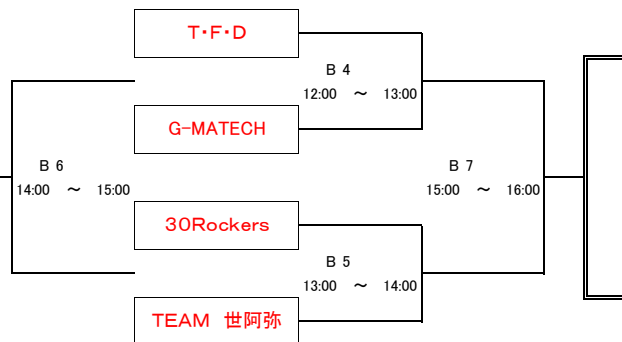 T・F・D
B 4
12:00 ～ 13:00
G-MATECH
B 6
14:00 ～ 15:00
B 7
15:00 ～ 16:00
30Rockers
B 5
13:00 ～ 14:00
TEAM 世阿弥